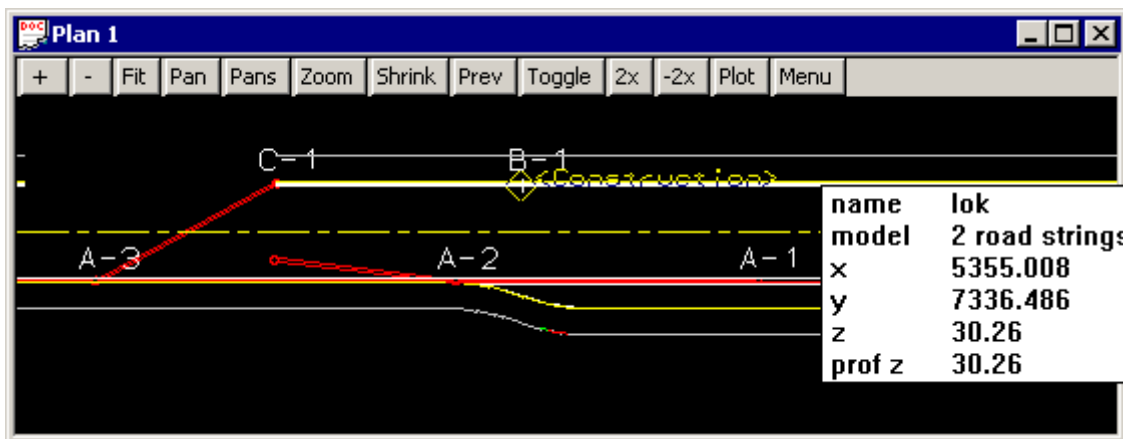 DOC Plan 1
+ - Fit Pan Pans Zoom Shrink Prev Toggle 2x -2x Plot Menu
C-1 B-1
<Construction>
A-3 A-2 A-1
name lok
model 2 road strings
x 5355.008
y 7336.486
z 30.26
prof z 30.26